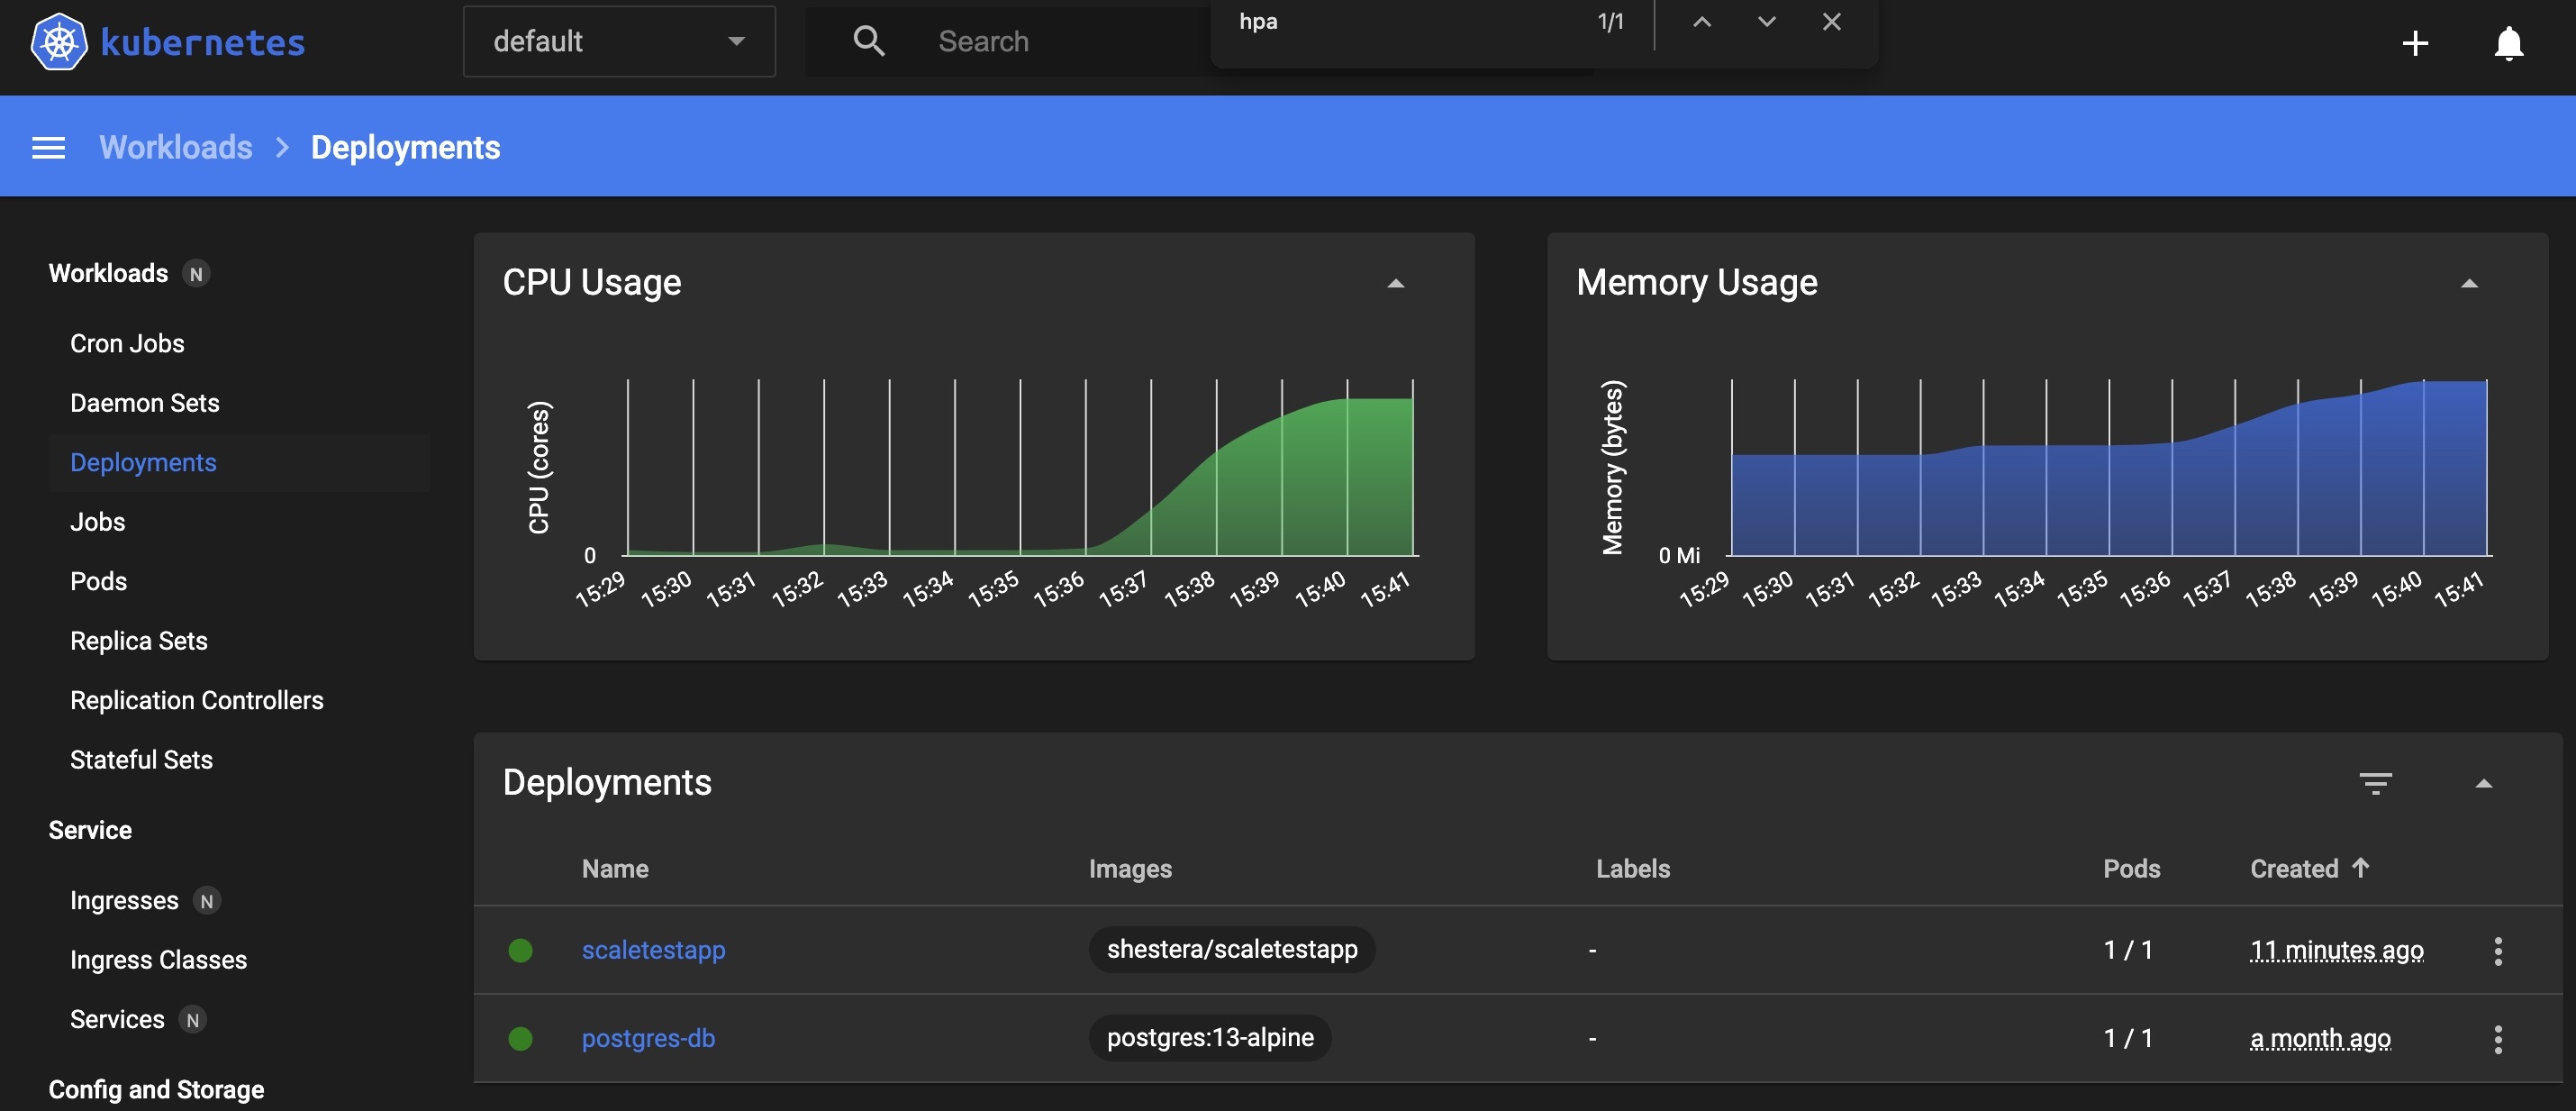 kubernetes
default
Search
hpa
1/1
Workloads > Deployments
Workloads N
Cron Jobs
Daemon Sets
Deployments
Jobs
Pods
Replica Sets
Replication Controllers
Stateful Sets
Service
Ingresses N
Ingress Classes
Services N
Config and Storage
CPU Usage
CPU (cores)
0
15:29 15:30 15:31 15:32 15:33 15:34 15:35 15:36 15:37 15:38 15:39 15:40 15:41
Memory Usage
Memory (bytes)
0 Mi
15:29 15:30 15:31 15:32 15:33 15:34 15:35 15:36 15:37 15:38 15:39 15:40 15:41
Deployments
Name Images Labels Pods Created ↑
scaletestapp shestera/scaletestapp - 1 / 1 11 minutes ago
postgres-db postgres:13-alpine - 1 / 1 a month ago